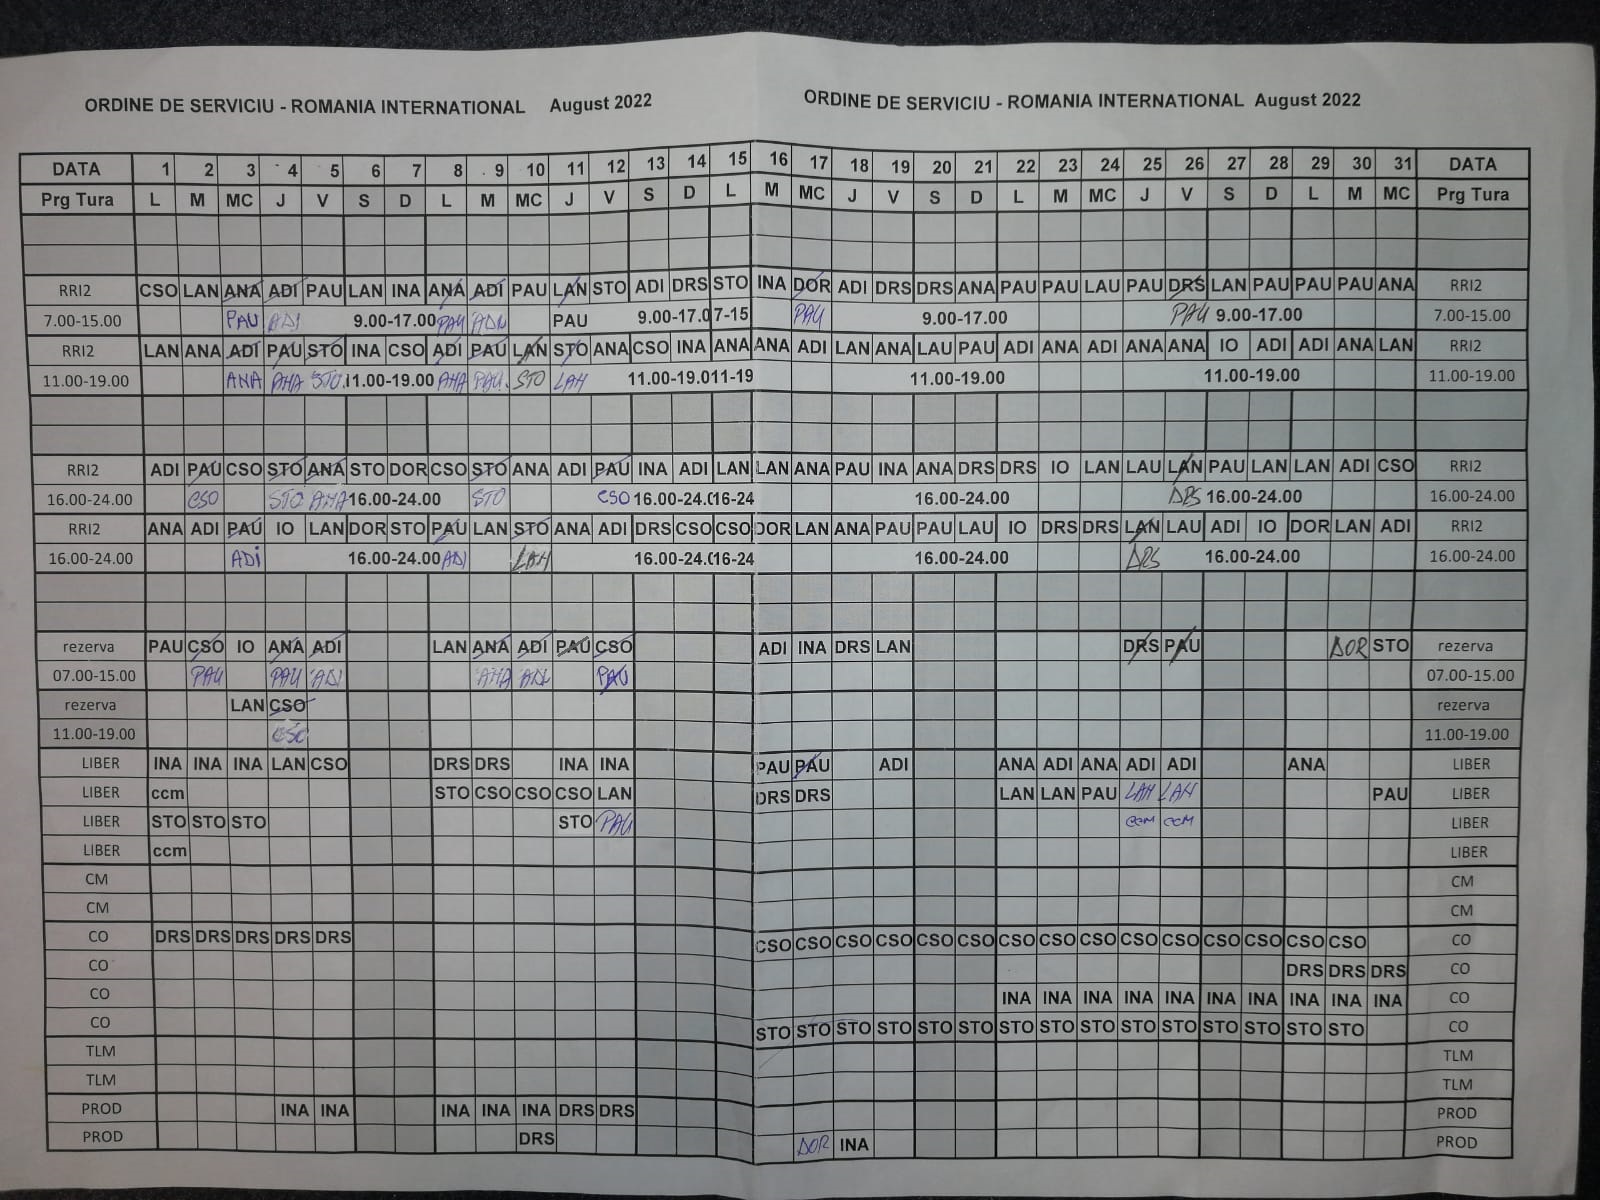 ORDINE DE SERVICIU - ROMANIA INTERNATIONAL August 2022 ORDINE DE SERVICIU - ROMANIA INTERNATIONAL August 2022
DATA 1 2 3 4 5 6 7 8 9 10 11 12 13 14 15 16 17 18 19 20 21 22 23 24 25 26 27 28 29 30 31 DATA
Prg Tura L M MC J V S D L M MC J V S D L M MC J V S D L M MC J V S D L M MC Prg Tura
RRI2 CSO LAN ANA ADI PAU LAN INA ANA ADI PAU LAN STO ADI DRS STO INA DOR ADI DRS DRS ANA PAU PAU LAU PAU DRS LAN PAU PAU PAU ANA RRI2
7.00-15.00 PAU ADI 9.00-17.00 PAU PAU 9.00-17.0 7-15 PAU 9.00-17.00 PAU 9.00-17.00 7.00-15.00
RRI2 LAN ANA ADI PAU STO INA CSO ADI PAU LAN STO ANA CSO INA ANA ANA ADI LAN ANA LAU PAU ADI ANA ADI ANA ANA IO ADI ADI ANA LAN RRI2
11.00-19.00 ANA ANA STO 11.00-19.00 ANA PAU STO LAN 11.00-19.0 11-19 11.00-19.00 11.00-19.00 11.00-19.00
RRI2 ADI PAU CSO STO ANA STO DOR CSO STO ANA ADI PAU INA ADI LAN LAN ANA PAU INA ANA DRS DRS IO LAN LAU LAN PAU LAN LAN ADI CSO RRI2
16.00-24.00 CSO STO ANA 16.00-24.00 STO CSO 16.00-24.0 16-24 16.00-24.00 DRS 16.00-24.00 16.00-24.00
RRI2 ANA ADI PAU IO LAN DOR STO PAU LAN STO ANA ADI DRS CSO CSO DOR LAN ANA PAU PAU LAU IO DRS DRS LAN LAU ADI IO DOR LAN ADI RRI2
16.00-24.00 ADI 16.00-24.00 ADI LAN 16.00-24.0 16-24 16.00-24.00 DRS 16.00-24.00 16.00-24.00
rezerva PAU CSO IO ANA ADI LAN ANA ADI PAU CSO ADI INA DRS LAN DRS PAU DOR STO rezerva
07.00-15.00 PAU PAU ADI ANA ADI PAU 07.00-15.00
rezerva LAN CSO rezerva
11.00-19.00 CSO 11.00-19.00
LIBER INA INA INA LAN CSO DRS DRS INA INA PAU PAU ADI ANA ADI ANA ADI ADI ANA LIBER
LIBER ccm STO CSO CSO CSO LAN DRS DRS LAN LAN PAU LAN LAN PAU LIBER
LIBER STO STO STO STO PAU CCM CCM LIBER
LIBER ccm LIBER
CM CM
CM CM
CO DRS DRS DRS DRS DRS CSO CSO CSO CSO CSO CSO CSO CSO CSO CSO CSO CSO CSO CSO CSO CO
CO DRS DRS DRS CO
CO INA INA INA INA INA INA INA INA INA INA CO
CO STO STO STO STO STO STO STO STO STO STO STO STO STO STO STO CO
TLM TLM
TLM TLM
PROD INA INA INA INA INA DRS DRS PROD
PROD DRS DOR INA PROD